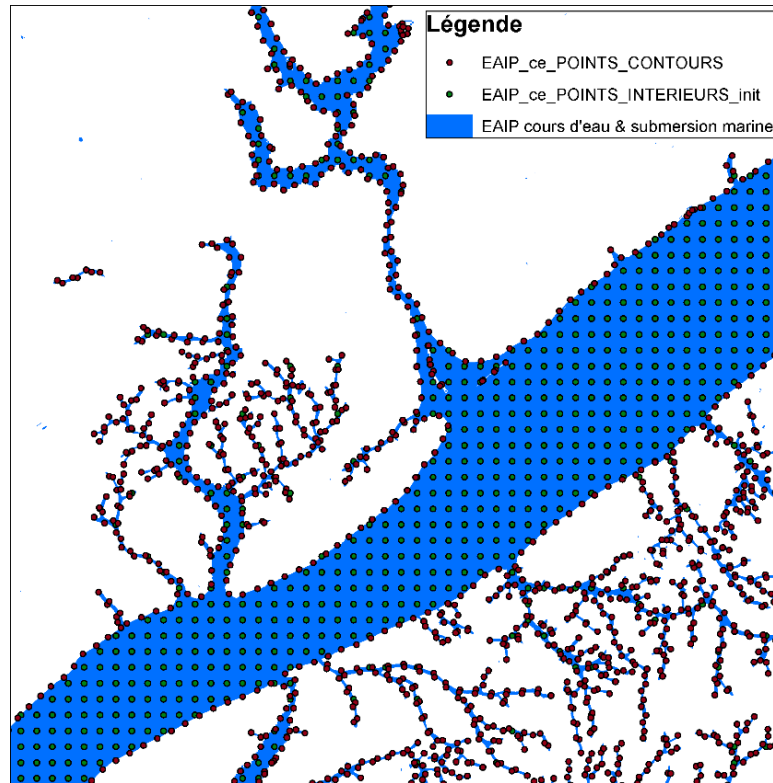 Légende
EAIP_ce_POINTS_CONTOURS
EAIP_ce_POINTS_INTERIEURS_init
EAIP cours d'eau & submersion marine